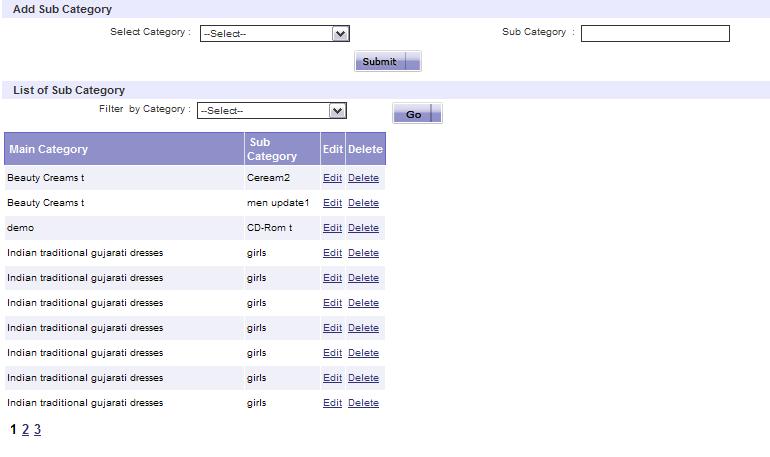 Add Sub Category
Select Category : --Select-- Sub Category :
Submit
List of Sub Category
Filter by Category : --Select-- Go
Main Category Sub Category Edit Delete
Beauty Creams t Ceream2 Edit Delete
Beauty Creams t men update1 Edit Delete
demo CD-Rom t Edit Delete
Indian traditional gujarati dresses girls Edit Delete
Indian traditional gujarati dresses girls Edit Delete
Indian traditional gujarati dresses girls Edit Delete
Indian traditional gujarati dresses girls Edit Delete
Indian traditional gujarati dresses girls Edit Delete
Indian traditional gujarati dresses girls Edit Delete
Indian traditional gujarati dresses girls Edit Delete
1 2 3